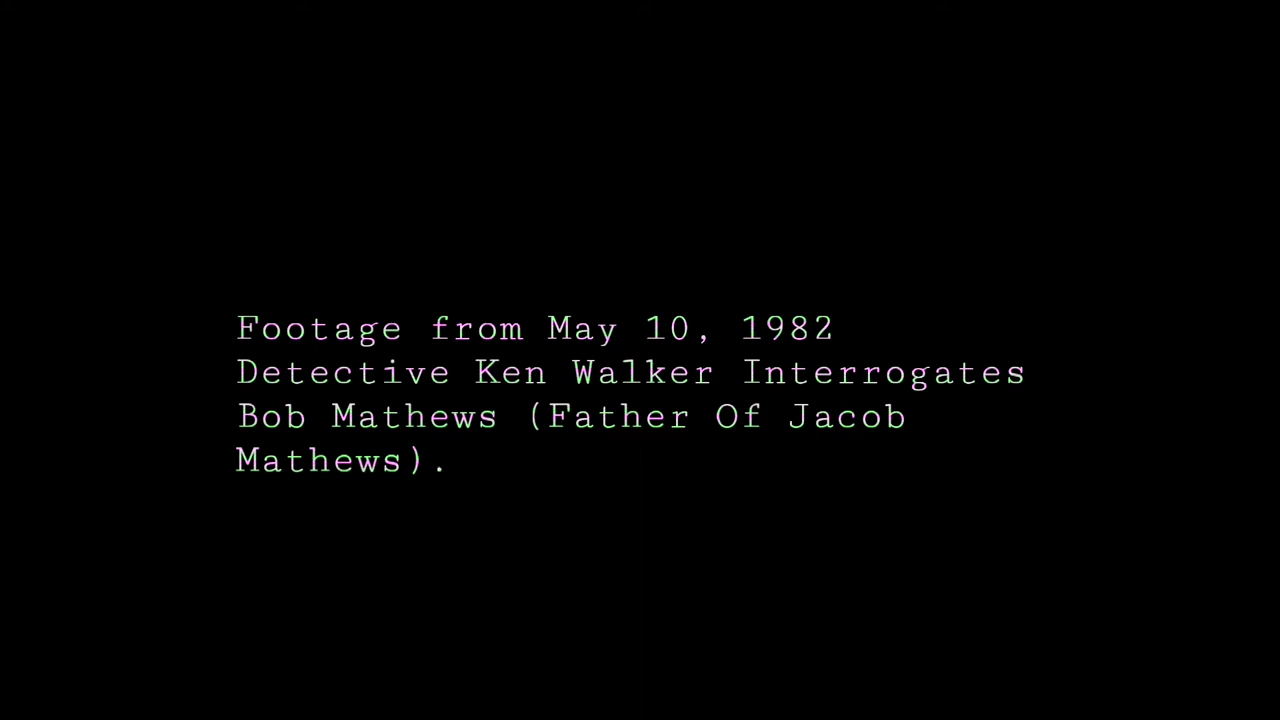 Footage from May 10, 1982
Detective Ken Walker Interrogates
Bob Mathews (Father Of Jacob
Mathews).